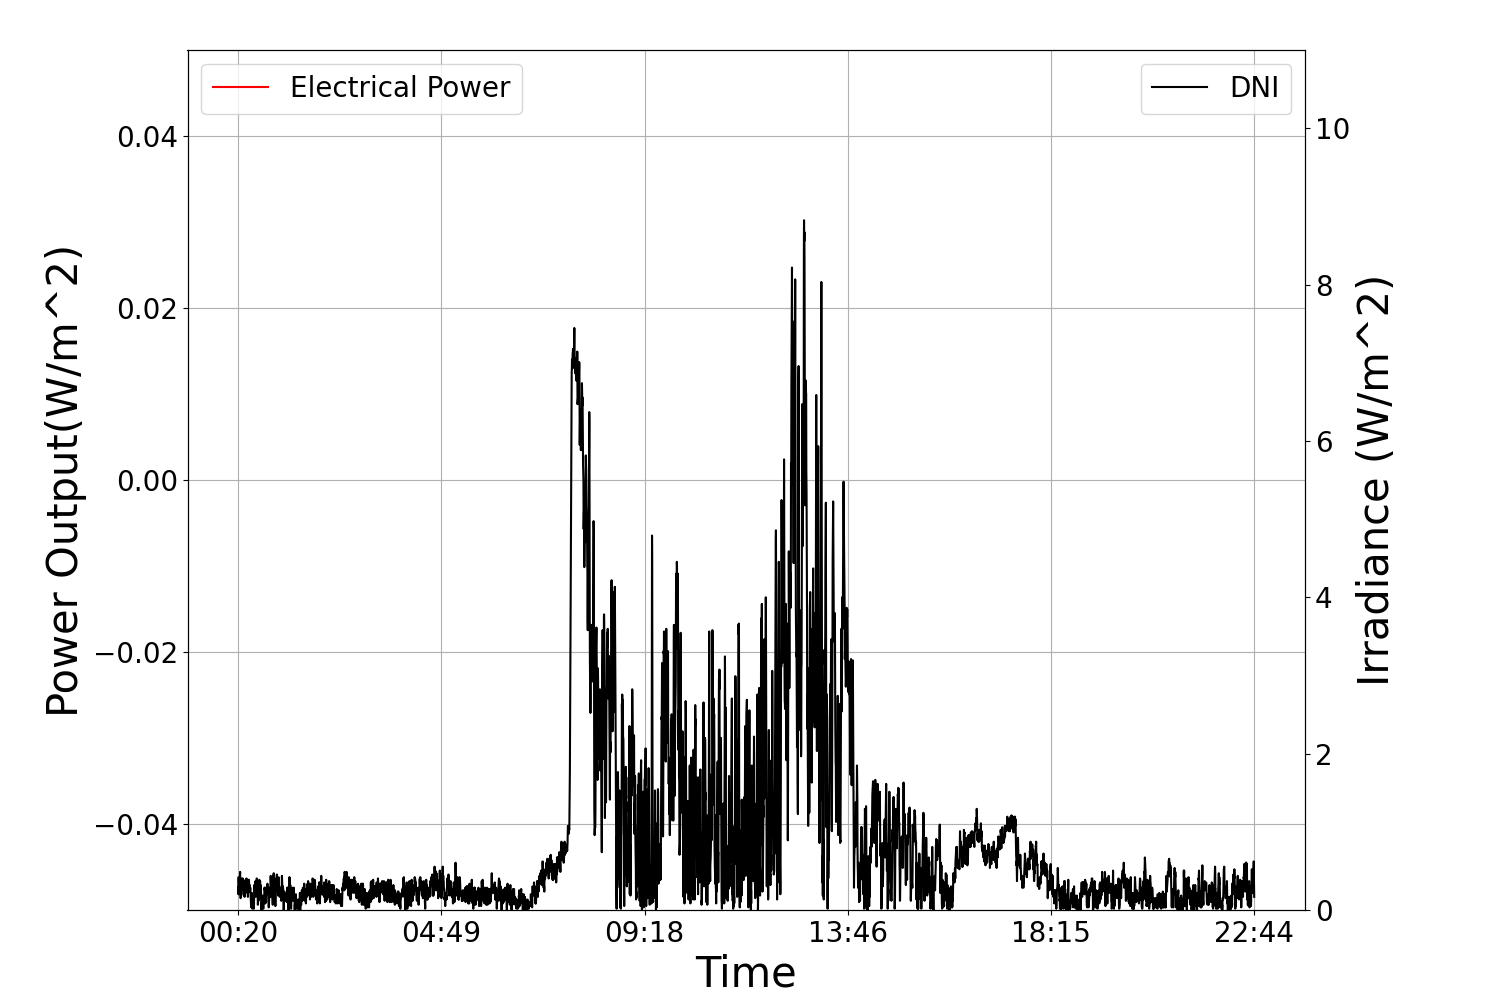 Electrical Power
DNI
0.04
0.02
0.00
−0.02
−0.04
Power Output(W/m^2)
10
8
6
4
2
0
Irradiance (W/m^2)
00:20 04:49 09:18 13:46 18:15 22:44
Time